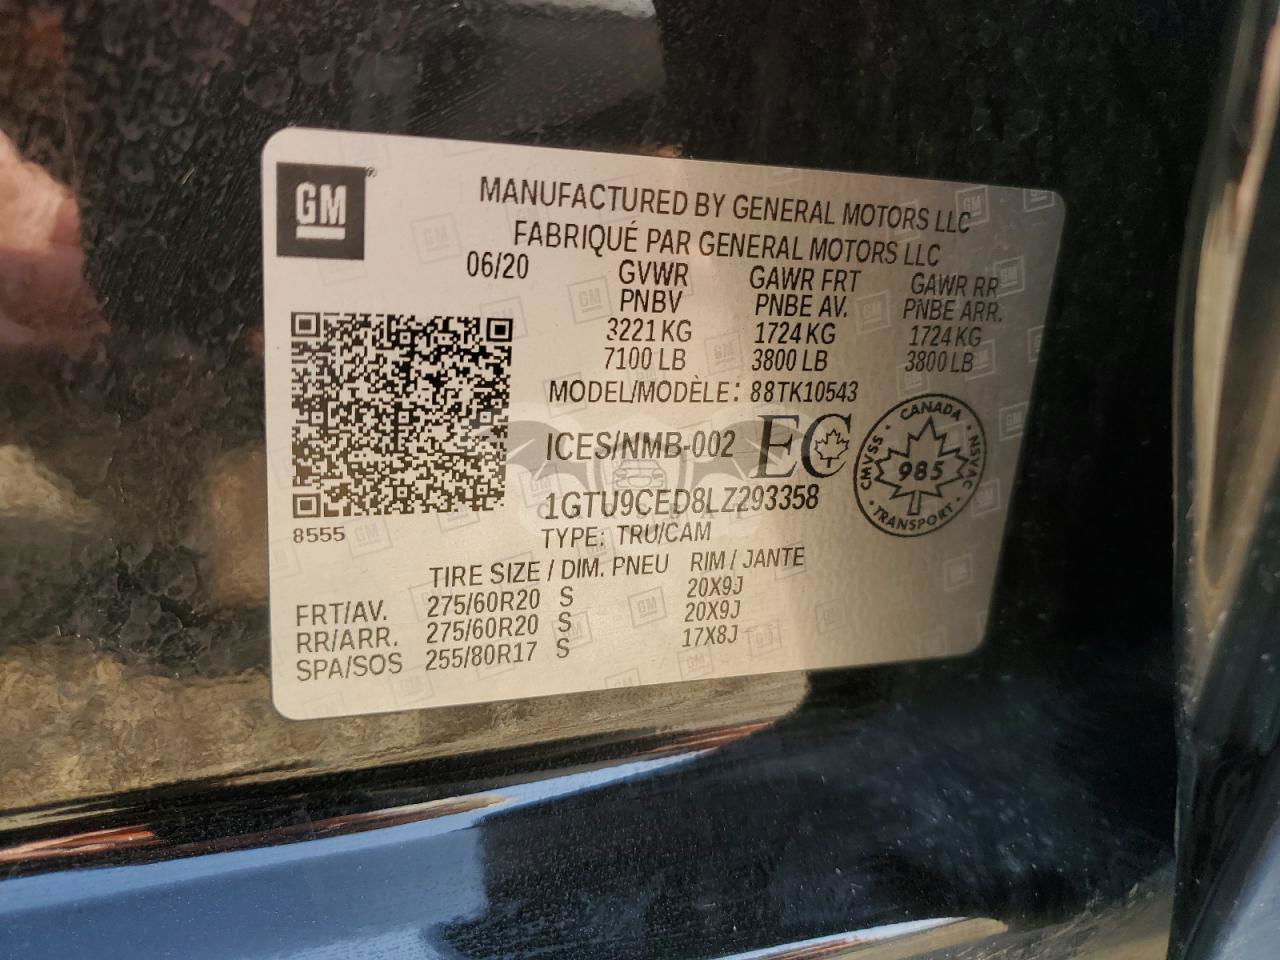 GM
MANUFACTURED BY GENERAL MOTORS LLC
FABRIQUÉ PAR GENERAL MOTORS LLC
06/20 GVWR GAWR FRT GAWR RR
PNBV PNBE AV. PNBE ARR.
3221 KG 1724 KG 1724 KG
7100 LB 3800 LB 3800 LB
MODEL/MODÈLE: 88TK10543
ICES/NMB-002 EC
CANADA
CMVSS 985 NSVAC
TRANSPORT
1GTU9CED8LZ293358
8555
TYPE: TRU/CAM
TIRE SIZE / DIM. PNEU RIM / JANTE
FRT/AV. 275/60R20 S 20X9J
RR/ARR. 275/60R20 S 20X9J
SPA/SOS 255/80R17 S 17X8J